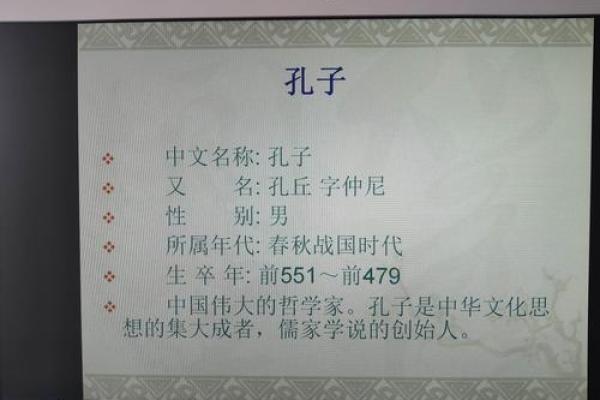 孔子
中文名称: 孔子
又 名: 孔丘 字仲尼
性 别: 男
所属年代: 春秋战国时代
生 卒 年: 前551～前479
中国伟大的哲学家。孔子是中华文化思
想的集大成者，儒家学说的创始人。